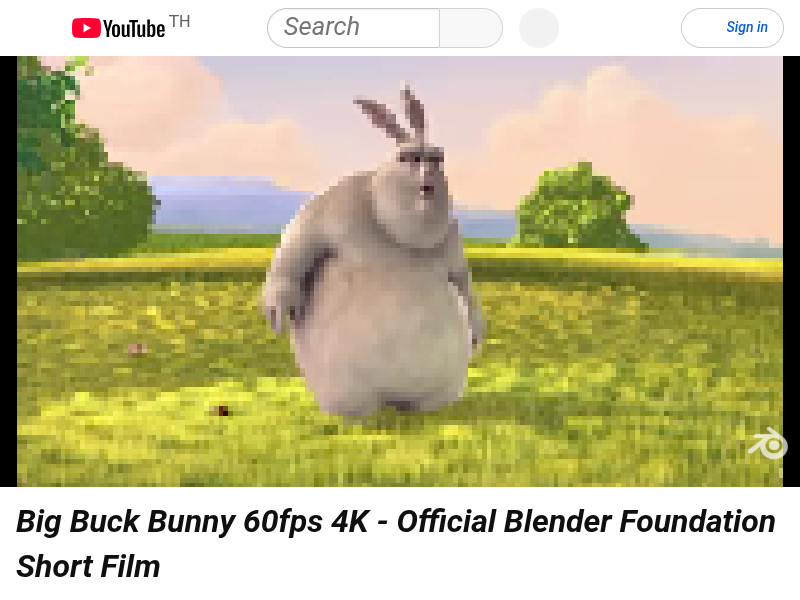 YouTube TH
Search
Sign in
Big Buck Bunny 60fps 4K - Official Blender Foundation
Short Film